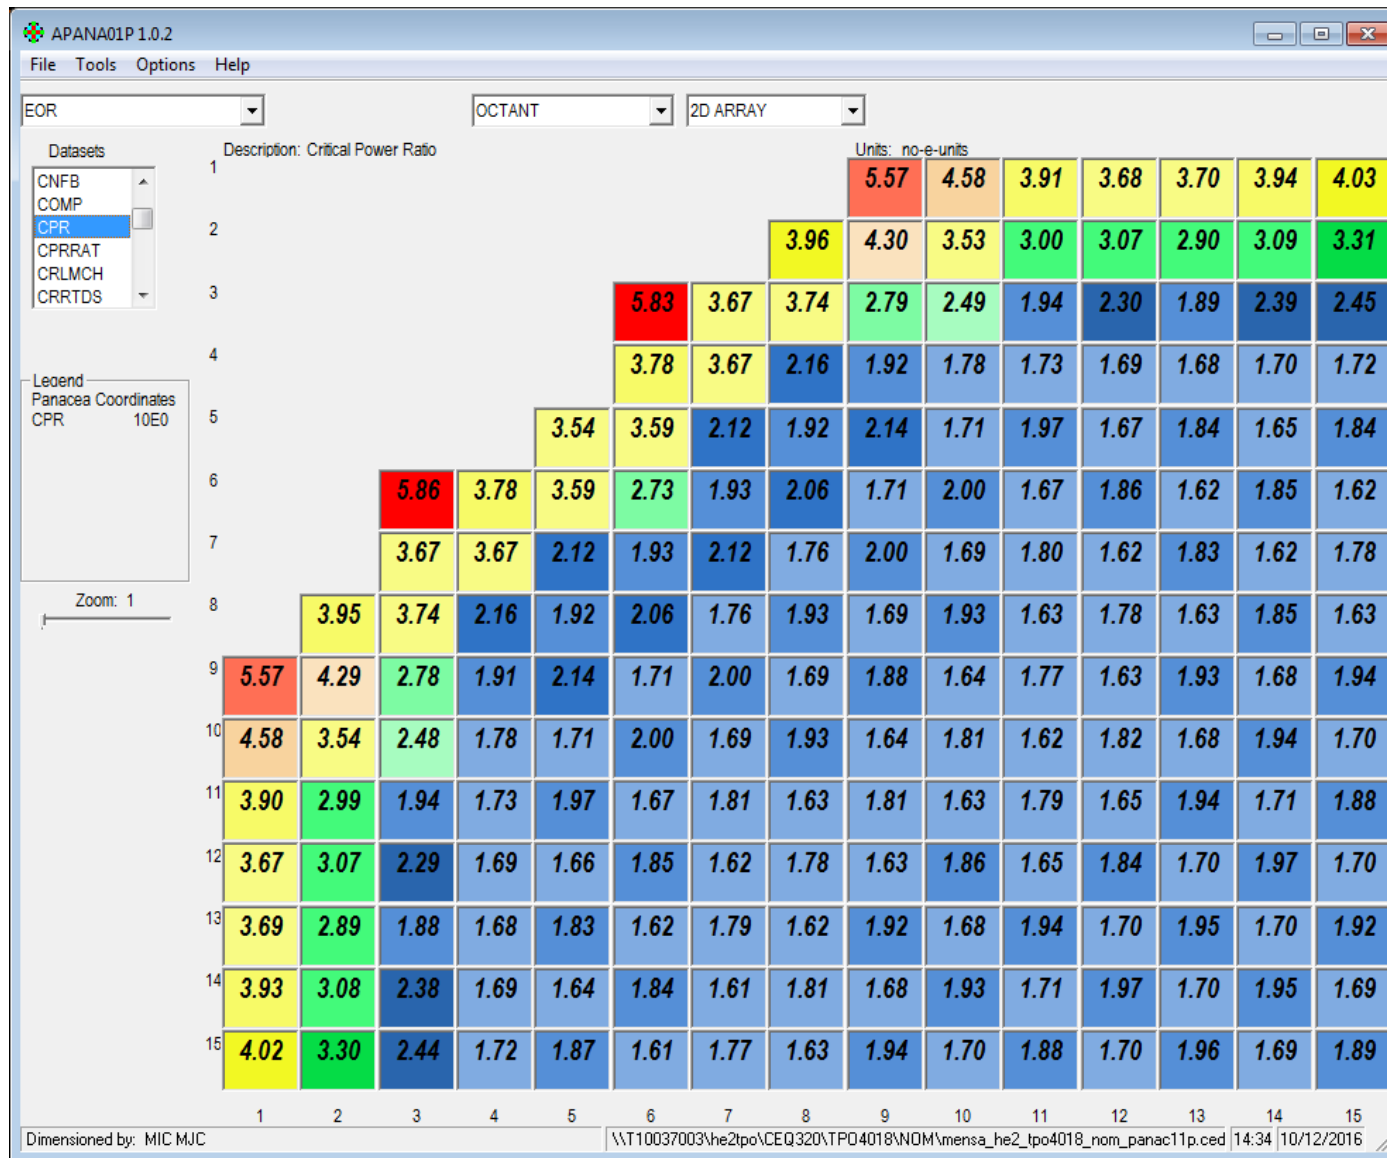 APANA01P 1.0.2
File Tools Options Help
EOR OCTANT 2D ARRAY
Datasets Description: Critical Power Ratio Units: no-e-units
CNFB
COMP
CPR
CPRRAT
CRLMCH
CRRTDS
Legend
Panacea Coordinates
CPR 10E0
Zoom: 1
1 5.57 4.58 3.91 3.68 3.70 3.94 4.03
2 3.96 4.30 3.53 3.00 3.07 2.90 3.09 3.31
3 5.83 3.67 3.74 2.79 2.49 1.94 2.30 1.89 2.39 2.45
4 3.78 3.67 2.16 1.92 1.78 1.73 1.69 1.68 1.70 1.72
5 3.54 3.59 2.12 1.92 2.14 1.71 1.97 1.67 1.84 1.65 1.84
6 5.86 3.78 3.59 2.73 1.93 2.06 1.71 2.00 1.67 1.86 1.62 1.85 1.62
7 3.67 3.67 2.12 1.93 2.12 1.76 2.00 1.69 1.80 1.62 1.83 1.62 1.78
8 3.95 3.74 2.16 1.92 2.06 1.76 1.93 1.69 1.93 1.63 1.78 1.63 1.85 1.63
9 5.57 4.29 2.78 1.91 2.14 1.71 2.00 1.69 1.88 1.64 1.77 1.63 1.93 1.68 1.94
10 4.58 3.54 2.48 1.78 1.71 2.00 1.69 1.93 1.64 1.81 1.62 1.82 1.68 1.94 1.70
11 3.90 2.99 1.94 1.73 1.97 1.67 1.81 1.63 1.81 1.63 1.79 1.65 1.94 1.71 1.88
12 3.67 3.07 2.29 1.69 1.66 1.85 1.62 1.78 1.63 1.86 1.65 1.84 1.70 1.97 1.70
13 3.69 2.89 1.88 1.68 1.83 1.62 1.79 1.62 1.92 1.68 1.94 1.70 1.95 1.70 1.92
14 3.93 3.08 2.38 1.69 1.64 1.84 1.61 1.81 1.68 1.93 1.71 1.97 1.70 1.95 1.69
15 4.02 3.30 2.44 1.72 1.87 1.61 1.77 1.63 1.94 1.70 1.88 1.70 1.96 1.69 1.89
1 2 3 4 5 6 7 8 9 10 11 12 13 14 15
Dimensioned by: MIC MJC \\T10037003\he2tpo\CEQ320\TPO4018\NOM\mensa_he2_tpo4018_nom_panac11p.ced 14:34 10/12/2016